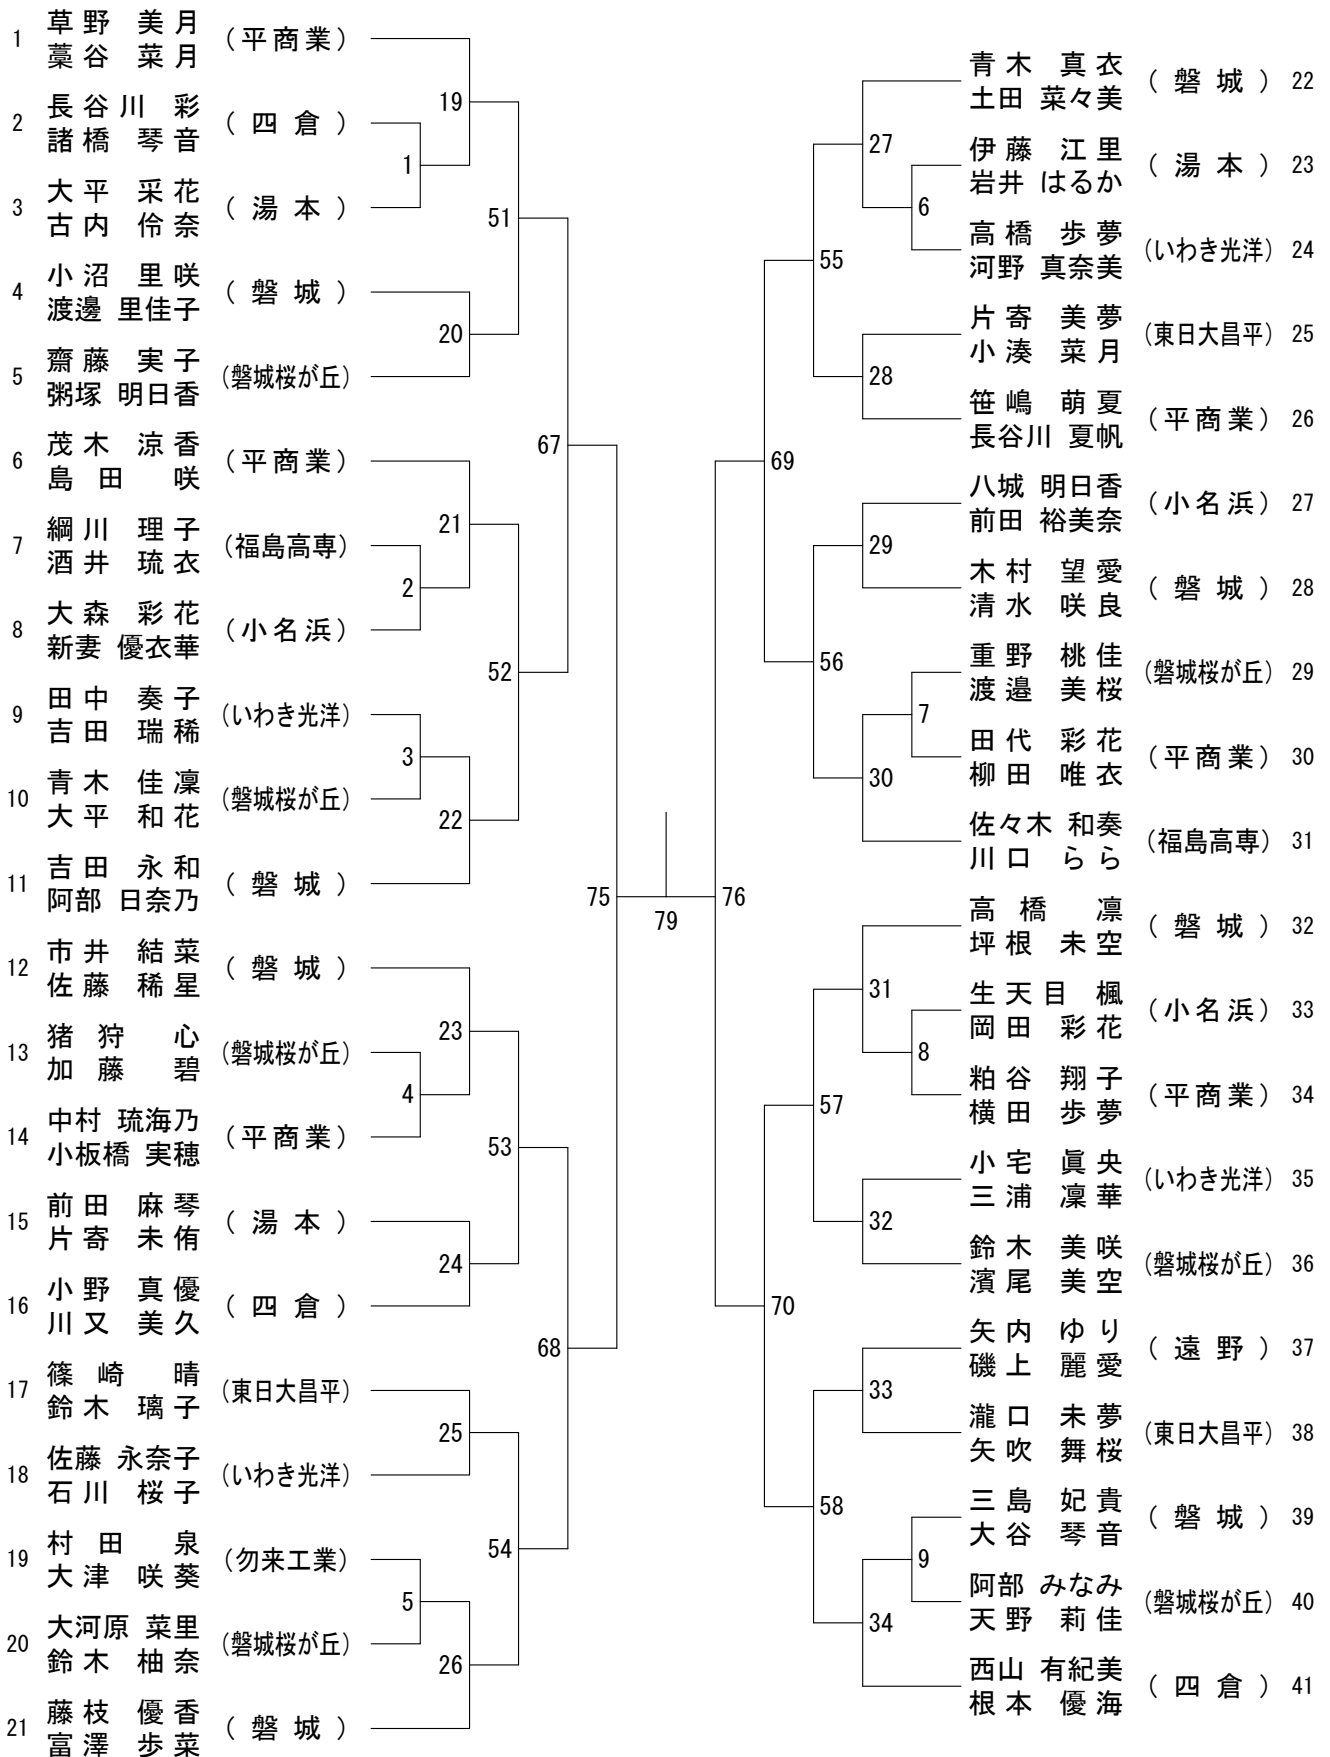 1 草野 美月 (平商業)
藁谷 菜月
2 長谷川 彩 (四倉)
諸橋 琴音
3 大平 采花 (湯本)
古内 伶奈
4 小沼 里咲 (磐城)
渡邊 里佳子
5 齋藤 実子 (磐城桜が丘)
粥塚 明日香
6 茂木 涼香 (平商業)
島田 咲
7 綱川 理子 (福島高専)
酒井 琉衣
8 大森 彩花 (小名浜)
新妻 優衣華
9 田中 奏子 (いわき光洋)
吉田 瑞稀
10 青木 佳凜 (磐城桜が丘)
大平 和花
11 吉田 永和 (磐城)
阿部 日奈乃
12 市井 結菜 (磐城)
佐藤 稀星
13 猪狩 心 (磐城桜が丘)
加藤 碧
14 中村 琉海乃 (平商業)
小板橋 実穂
15 前田 麻琴 (湯本)
片寄 未侑
16 小野 真優 (四倉)
川又 美久
17 篠崎 晴 (東日大昌平)
鈴木 璃子
18 佐藤 永奈子 (いわき光洋)
石川 桜子
19 村田 泉 (勿来工業)
大津 咲葵
20 大河原 菜里 (磐城桜が丘)
鈴木 柚奈
21 藤枝 優香 (磐城)
富澤 歩菜
19
1
51
20
67
21
2
52
3
22
75
23
4
53
24
68
25
54
5
26
79
76
27
6
55
28
69
29
56
7
30
31
8
57
32
70
33
58
9
34
青木 真衣 (磐城) 22
土田 菜々美
伊藤 江里 (湯本) 23
岩井 はるか
高橋 歩夢 (いわき光洋) 24
河野 真奈美
片寄 美夢 (東日大昌平) 25
小湊 菜月
笹嶋 萌夏 (平商業) 26
長谷川 夏帆
八城 明日香 (小名浜) 27
前田 裕美奈
木村 望愛 (磐城) 28
清水 咲良
重野 桃佳 (磐城桜が丘) 29
渡邉 美桜
田代 彩花 (平商業) 30
柳田 唯衣
佐々木 和奏 (福島高専) 31
川口 らら
高橋 凛 (磐城) 32
坪根 未空
生天目 楓 (小名浜) 33
岡田 彩花
粕谷 翔子 (平商業) 34
横田 歩夢
小宅 眞央 (いわき光洋) 35
三浦 凜華
鈴木 美咲 (磐城桜が丘) 36
濱尾 美空
矢内 ゆり (遠野) 37
磯上 麗愛
瀧口 未夢 (東日大昌平) 38
矢吹 舞桜
三島 妃貴 (磐城) 39
大谷 琴音
阿部 みなみ (磐城桜が丘) 40
天野 莉佳
西山 有紀美 (四倉) 41
根本 優海